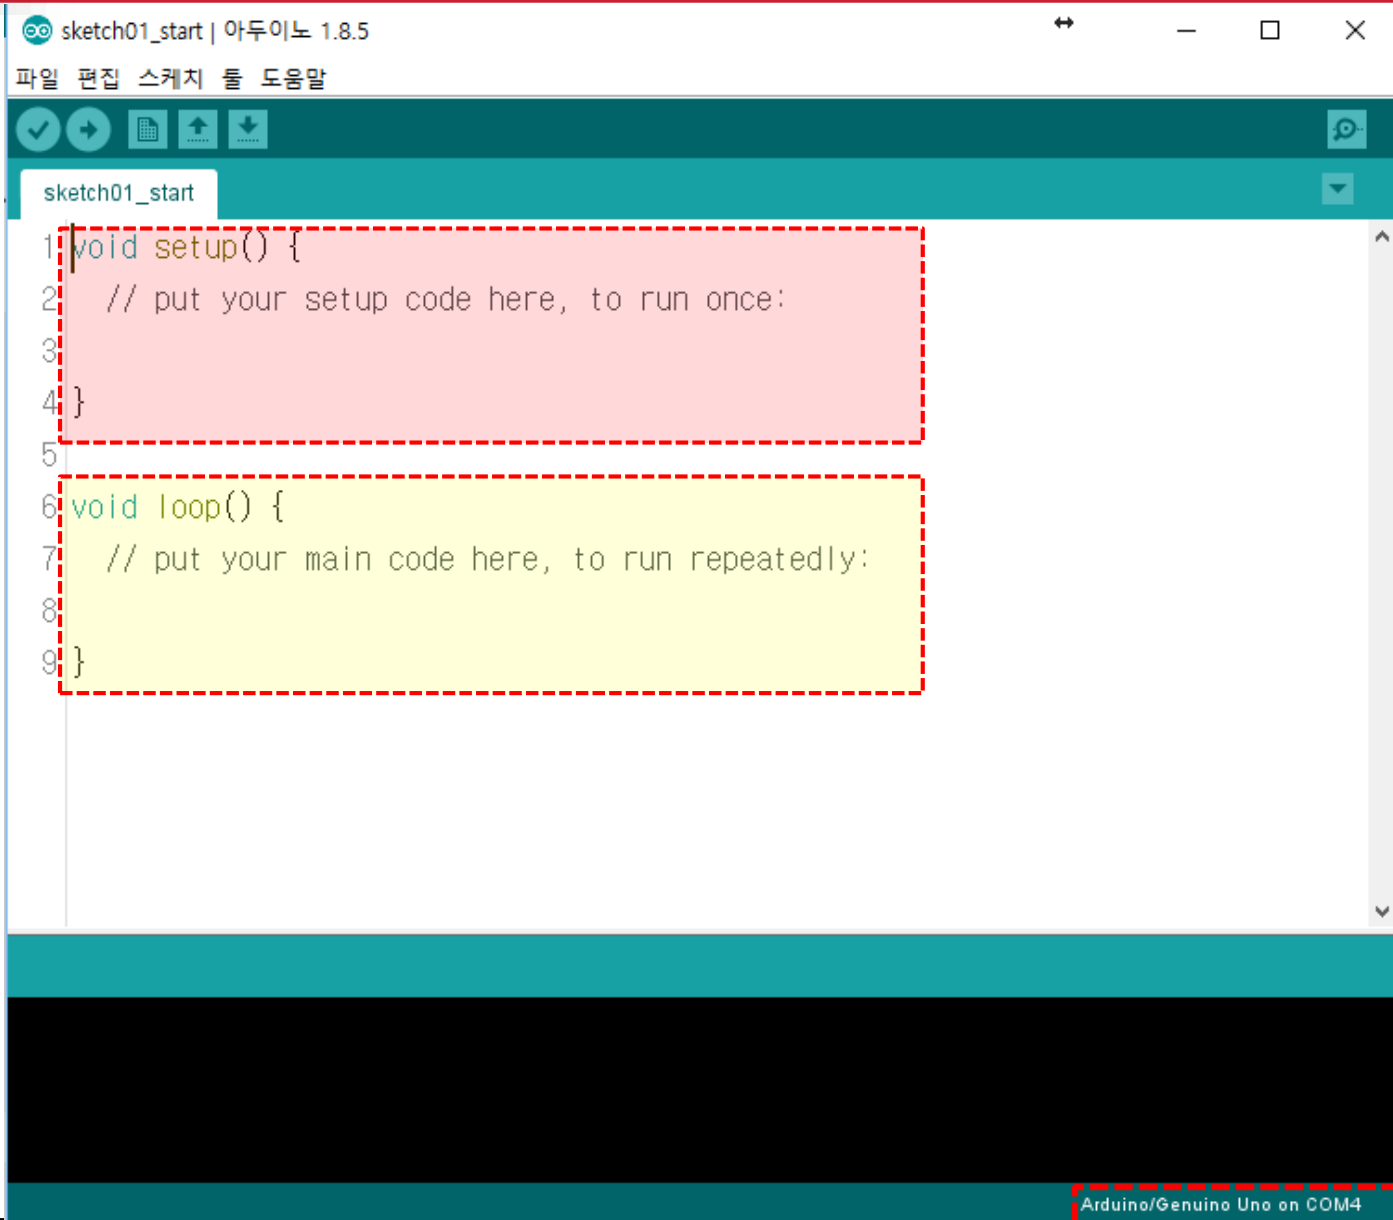 sketch01_start | 아두이노 1.8.5
파일 편집 스케치 툴 도움말
sketch01_start
1 void setup() {
2   // put your setup code here, to run once:
3
4 }
5
6 void loop() {
7   // put your main code here, to run repeatedly:
8
9 }
Arduino/Genuino Uno on COM4